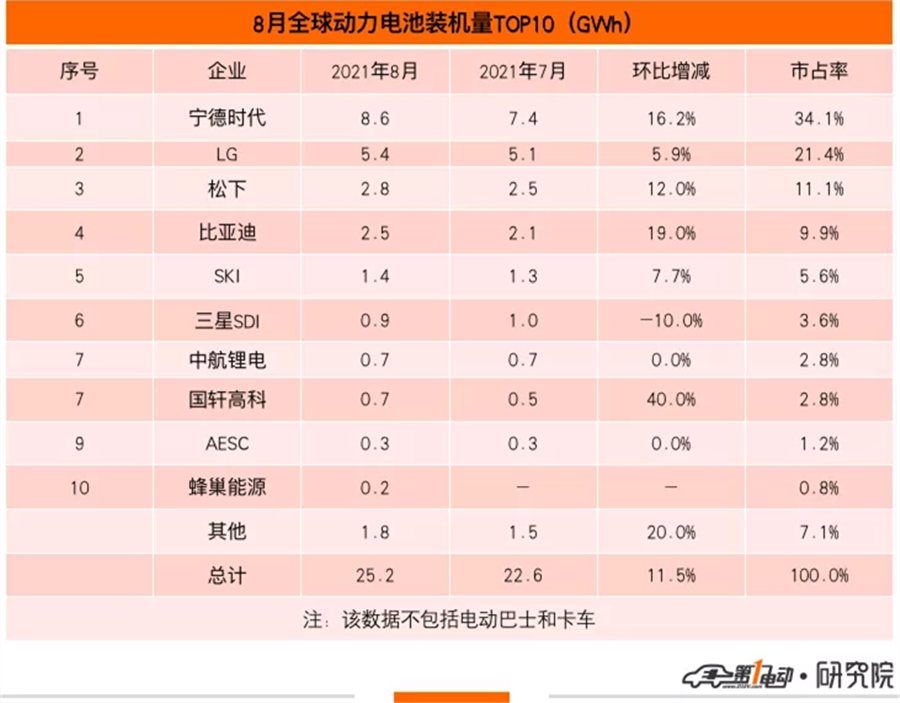 8月全球动力电池装机量TOP10（GWh）
序号 企业 2021年8月 2021年7月 环比增减 市占率
1 宁德时代 8.6 7.4 16.2% 34.1%
2 LG 5.4 5.1 5.9% 21.4%
3 松下 2.8 2.5 12.0% 11.1%
4 比亚迪 2.5 2.1 19.0% 9.9%
5 SKI 1.4 1.3 7.7% 5.6%
6 三星SDI 0.9 1.0 -10.0% 3.6%
7 中航锂电 0.7 0.7 0.0% 2.8%
7 国轩高科 0.7 0.5 40.0% 2.8%
9 AESC 0.3 0.3 0.0% 1.2%
10 蜂巢能源 0.2 — — 0.8%
其他 1.8 1.5 20.0% 7.1%
总计 25.2 22.6 11.5% 100.0%
注：该数据不包括电动巴士和卡车
第1电动·研究院